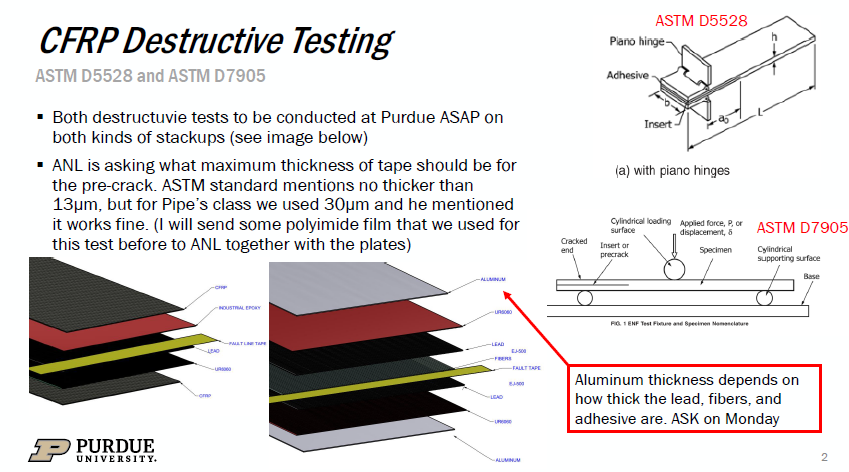 CFRP Destructive Testing
ASTM D5528 and ASTM D7905
Both destructuvie tests to be conducted at Purdue ASAP on
both kinds of stackups (see image below)
ANL is asking what maximum thickness of tape should be for
the pre-crack. ASTM standard mentions no thicker than
13μm, but for Pipe's class we used 30μm and he mentioned
it works fine. (I will send some polyimide film that we used for
this test before to ANL together with the plates)
ASTM D5528
Piano hinge
h
Adhesive
b
Insert
a₀
L
(a) with piano hinges
ASTM D7905
Cylindrical loading
surface
Applied force, P, or
displacement, δ
Cracked
end
Insert or
precrack
Specimen
Cylindrical
supporting surface
Base
FIG. 1 ENF Test Fixture and Specimen Nomenclature
CFRP
INDUSTRIAL EPOXY
FAULT LINE TAPE
LEAD
UR6060
CFRP
ALUMINUM
UR6060
LEAD
EJ-500
FIBERS
FAULT TAPE
EJ-500
LEAD
UR6060
ALUMINUM
Aluminum thickness depends on
how thick the lead, fibers, and
adhesive are. ASK on Monday
PURDUE
UNIVERSITY.
2